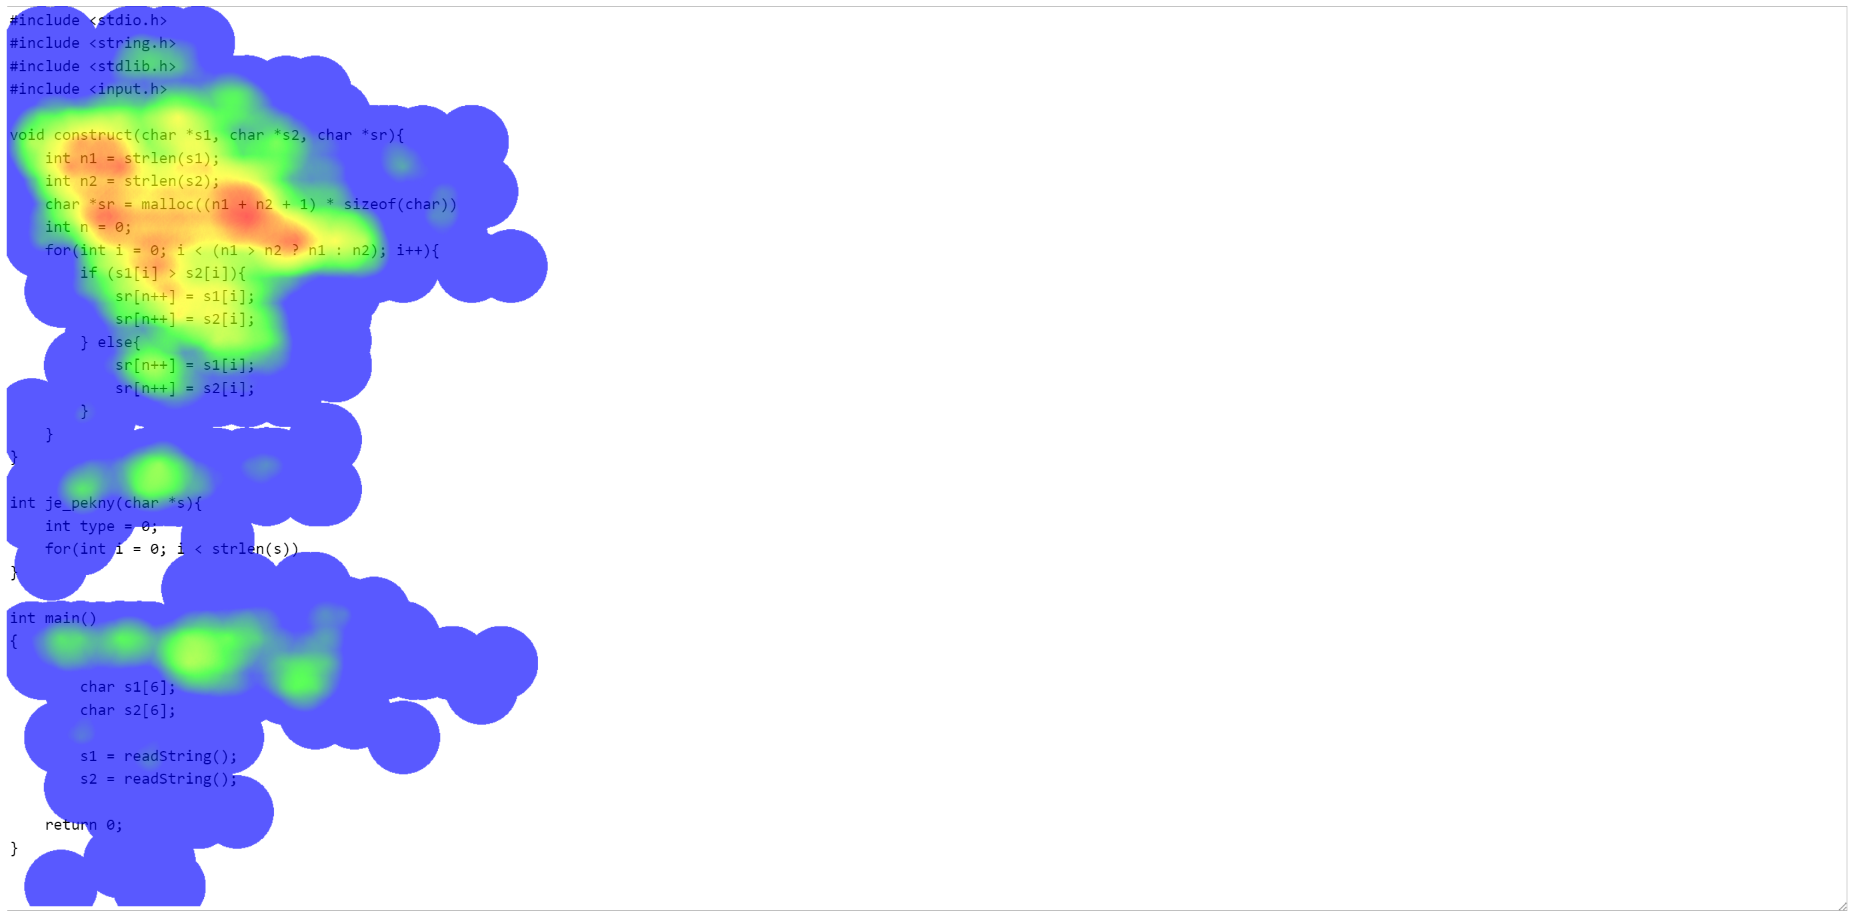 #include <stdio.h>
#include <string.h>
#include <stdlib.h>
#include <input.h>
void construct(char *s1, char *s2, char *sr){
    int n1 = strlen(s1);
    int n2 = strlen(s2);
    char *sr = malloc((n1 + n2 + 1) * sizeof(char))
    int n = 0;
    for(int i = 0; i < (n1 > n2 ? n1 : n2); i++){
        if (s1[i] > s2[i]){
            sr[n++] = s1[i];
            sr[n++] = s2[i];
        } else{
            sr[n++] = s1[i];
            sr[n++] = s2[i];
        }
    }
}
int je_pekny(char *s){
    int type = 0;
    for(int i = 0; i < strlen(s))
}
int main()
{
        char s1[6];
        char s2[6];
        s1 = readString();
        s2 = readString();
    return 0;
}